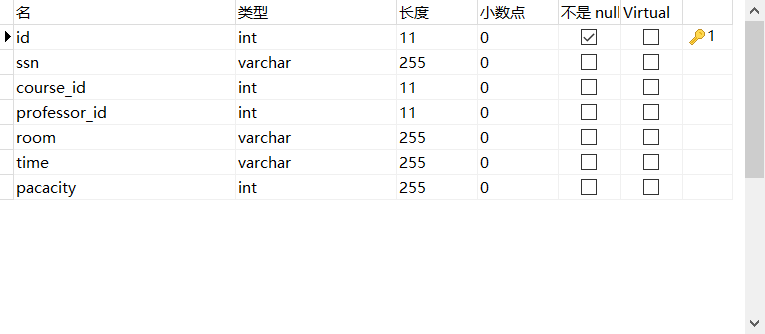 名 类型 长度 小数点 不是 null Virtual
id int 11 0 1
ssn varchar 255 0
course_id int 11 0
professor_id int 11 0
room varchar 255 0
time varchar 255 0
pacacity int 255 0